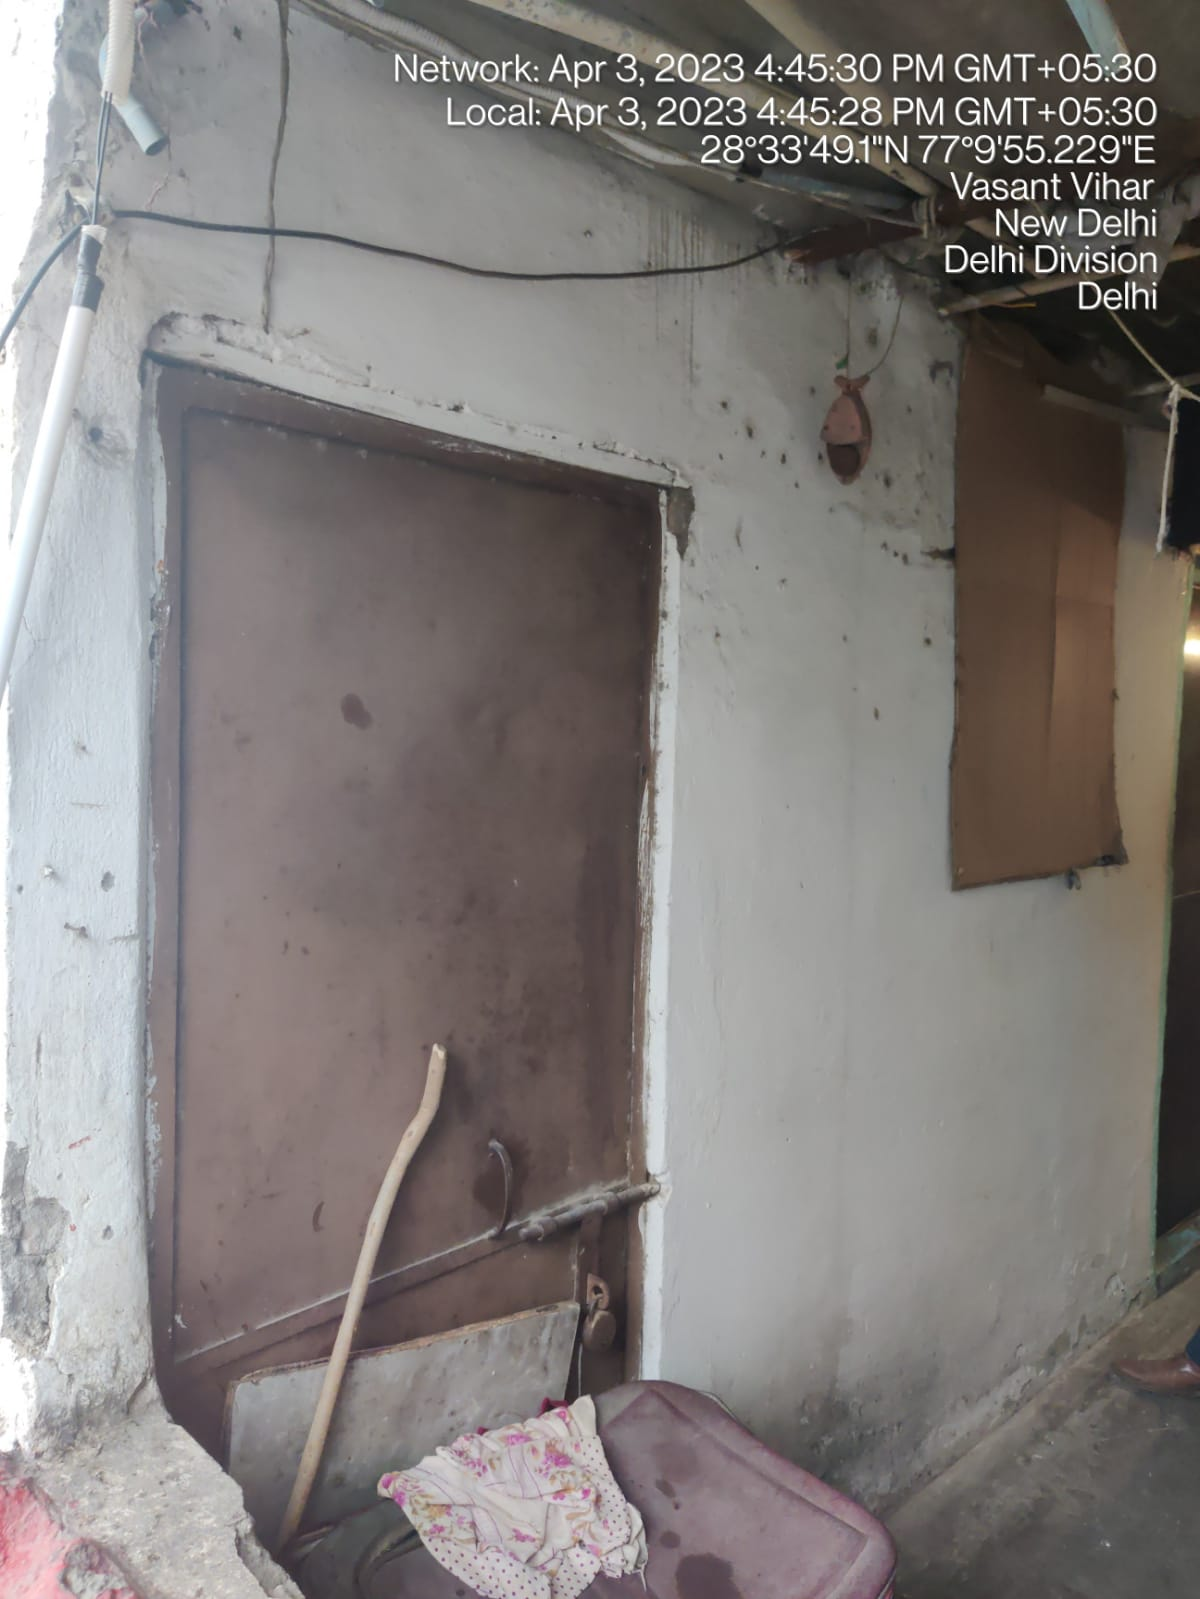 Network: Apr 3, 2023 4:45:30 PM GMT+05:30
Local: Apr 3, 2023 4:45:28 PM GMT+05:30
28°33'49.1"N 77°9'55.229"E
Vasant Vihar
New Delhi
Delhi Division
Delhi